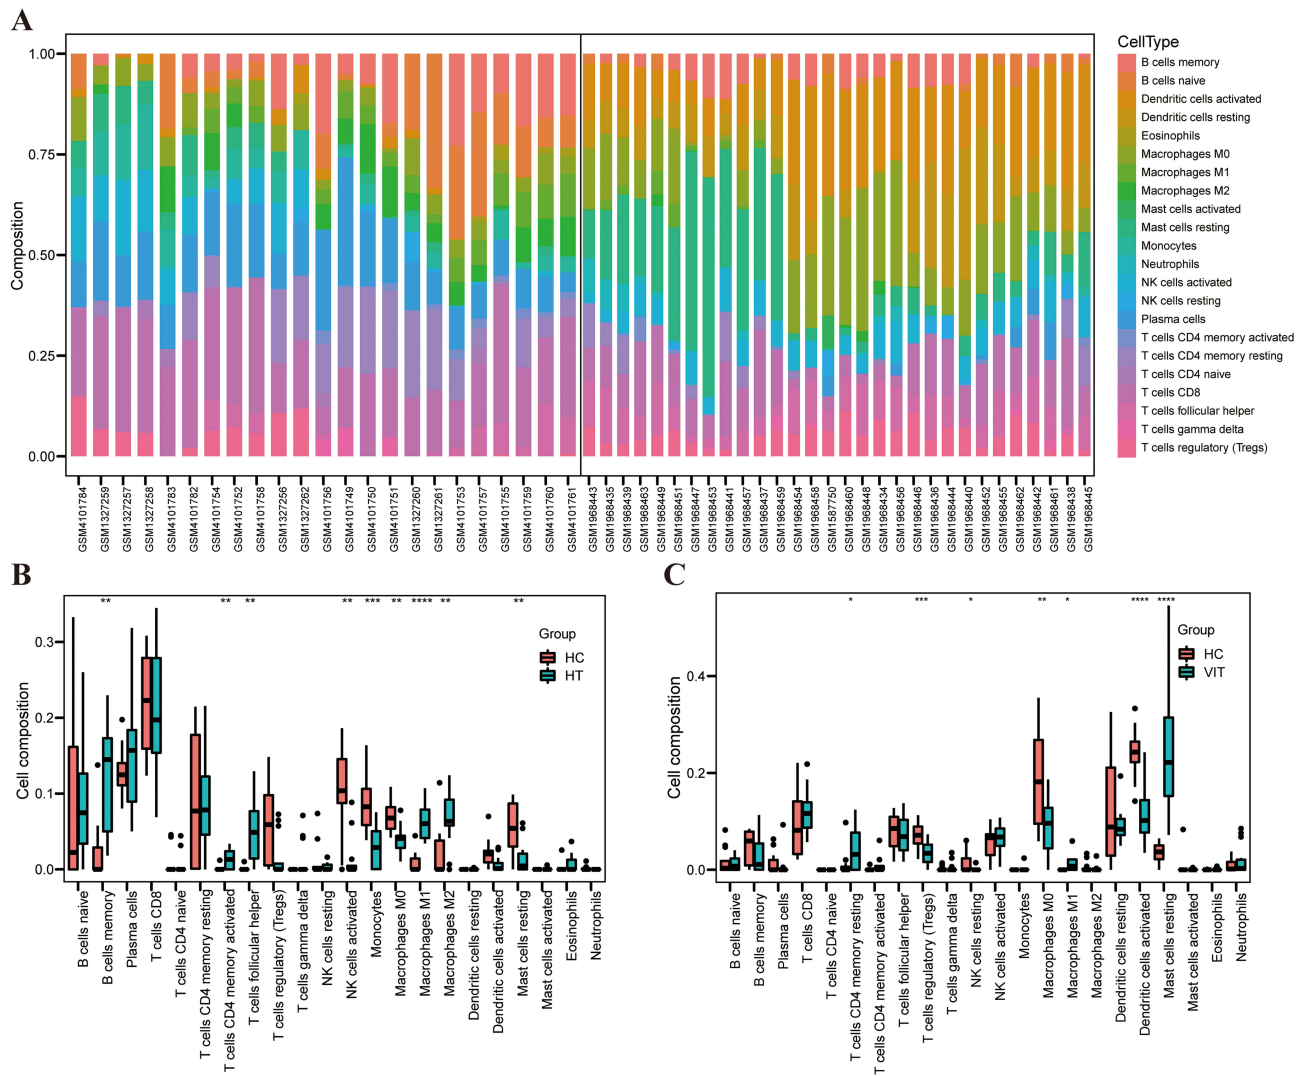 A
1.00
0.75
0.50
0.25
0.00
Composition
GSM4101784
GSM1327259
GSM1327257
GSM1327258
GSM4101783
GSM4101782
GSM4101754
GSM4101752
GSM4101758
GSM1327256
GSM1327262
GSM4101756
GSM4101749
GSM4101750
GSM4101751
GSM1327260
GSM1327261
GSM4101753
GSM4101757
GSM4101755
GSM4101759
GSM4101760
GSM4101761
GSM1968443
GSM1968435
GSM1968439
GSM1968463
GSM1968449
GSM1968451
GSM1968447
GSM1968453
GSM1968441
GSM1968457
GSM1968437
GSM1968459
GSM1968454
GSM1968458
GSM1587750
GSM1968460
GSM1968448
GSM1968434
GSM1968456
GSM1968446
GSM1968436
GSM1968444
GSM1968440
GSM1968452
GSM1968455
GSM1968462
GSM1968442
GSM1968461
GSM1968438
GSM1968445
CellType
B cells memory
B cells naive
Dendritic cells activated
Dendritic cells resting
Eosinophils
Macrophages M0
Macrophages M1
Macrophages M2
Mast cells activated
Mast cells resting
Monocytes
Neutrophils
NK cells activated
NK cells resting
Plasma cells
T cells CD4 memory activated
T cells CD4 memory resting
T cells CD4 naive
T cells CD8
T cells follicular helper
T cells gamma delta
T cells regulatory (Tregs)
B
** ** ** ** *** ** **** ** **
0.3
0.2
0.1
0.0
Cell composition
Group
HC
HT
B cells naive
B cells memory
Plasma cells
T cells CD8
T cells CD4 naive
T cells CD4 memory resting
T cells CD4 memory activated
T cells follicular helper
T cells regulatory (Tregs)
T cells gamma delta
NK cells resting
NK cells activated
Monocytes
Macrophages M0
Macrophages M1
Macrophages M2
Dendritic cells resting
Dendritic cells activated
Mast cells resting
Mast cells activated
Eosinophils
Neutrophils
C
* *** * ** * **** ****
0.4
0.2
0.0
Cell composition
Group
HC
VIT
B cells naive
B cells memory
Plasma cells
T cells CD8
T cells CD4 naive
T cells CD4 memory resting
T cells CD4 memory activated
T cells follicular helper
T cells regulatory (Tregs)
T cells gamma delta
NK cells resting
NK cells activated
Monocytes
Macrophages M0
Macrophages M1
Macrophages M2
Dendritic cells resting
Dendritic cells activated
Mast cells resting
Mast cells activated
Eosinophils
Neutrophils